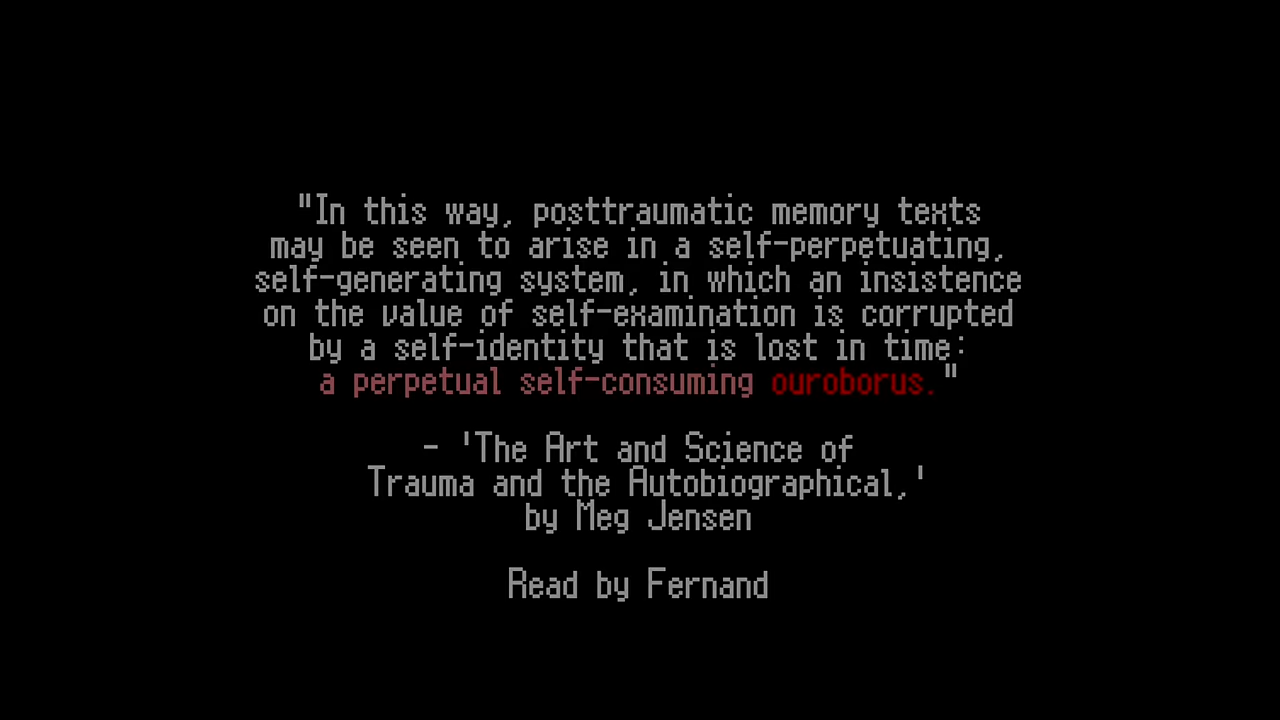 "In this way, posttraumatic memory texts
may be seen to arise in a self-perpetuating,
self-generating system, in which an insistence
on the value of self-examination is corrupted
by a self-identity that is lost in time:
a perpetual self-consuming ouroborus."
- 'The Art and Science of
Trauma and the Autobiographical,'
by Meg Jensen
Read by Fernand